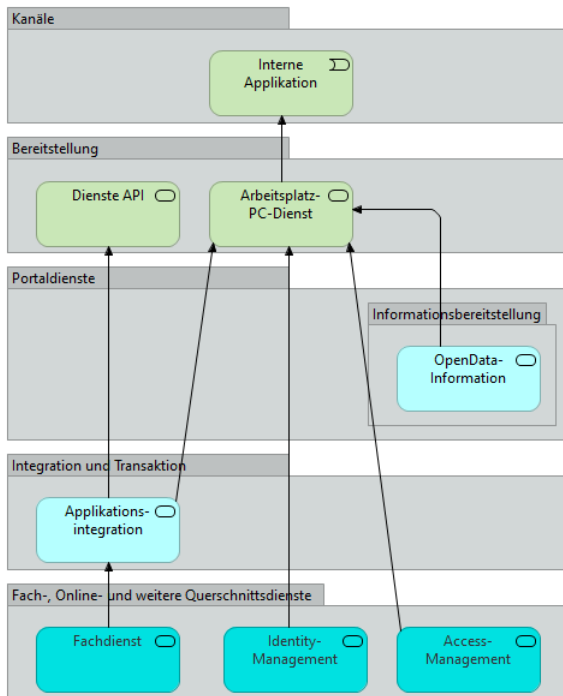 Kanäle
Interne
Applikation
Bereitstellung
Dienste API
Arbeitsplatz-
PC-Dienst
Portaldienste
Informationsbereitstellung
OpenData-
Information
Integration und Transaktion
Applikations-
integration
Fach-, Online- und weitere Querschnittsdienste
Fachdienst
Identity-
Management
Access-
Management